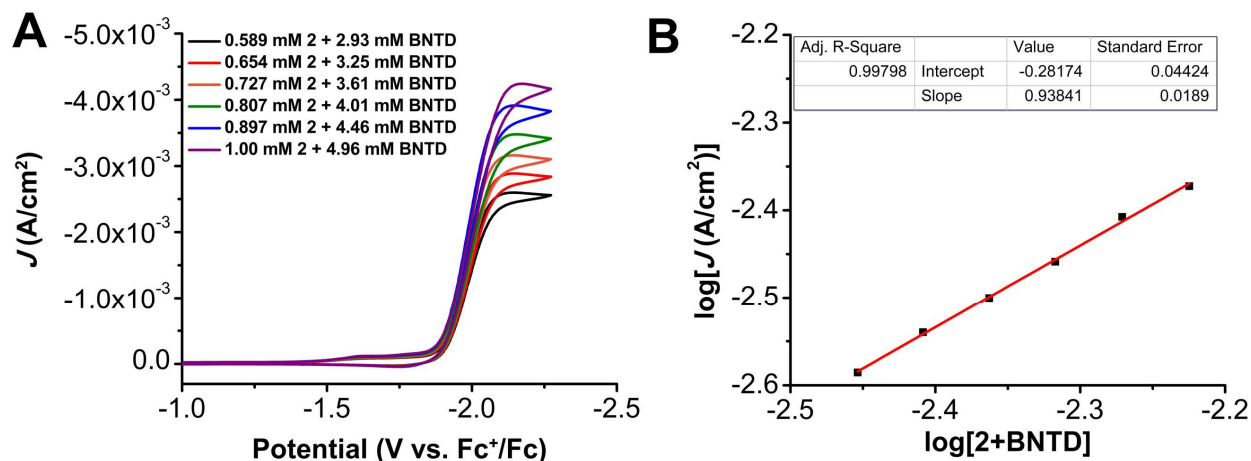 A
-5.0x10⁻³
-4.0x10⁻³
-3.0x10⁻³
-2.0x10⁻³
-1.0x10⁻³
0.0
J (A/cm²)
0.589 mM 2 + 2.93 mM BNTD
0.654 mM 2 + 3.25 mM BNTD
0.727 mM 2 + 3.61 mM BNTD
0.807 mM 2 + 4.01 mM BNTD
0.897 mM 2 + 4.46 mM BNTD
1.00 mM 2 + 4.96 mM BNTD
-1.0 -1.5 -2.0 -2.5
Potential (V vs. Fc⁺/Fc)
B
-2.2
-2.3
-2.4
-2.5
-2.6
log[J (A/cm²)]
Adj. R-Square Value Standard Error
0.99798 Intercept -0.28174 0.04424
Slope 0.93841 0.0189
-2.5 -2.4 -2.3 -2.2
log[2+BNTD]